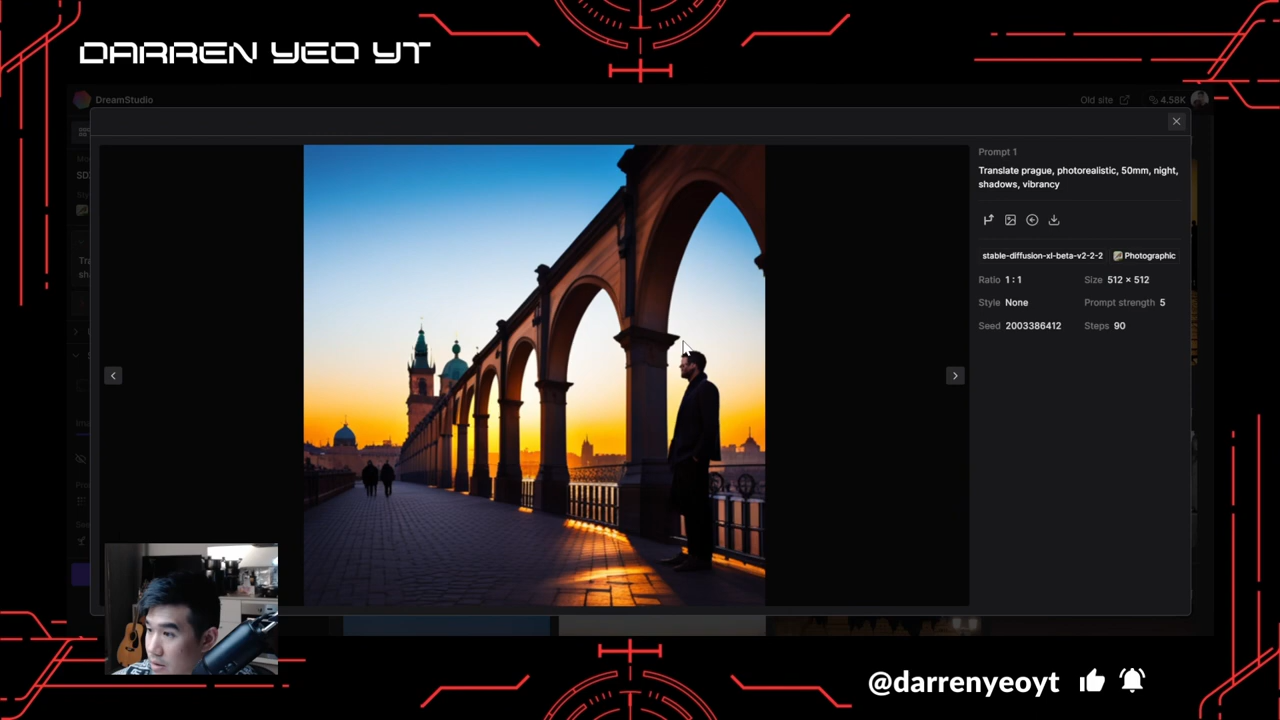 DARREN YEO YT
DreamStudio
Old site
4.58K
Prompt 1
Translate prague, photorealistic, 50mm, night,
shadows, vibrancy
stable-diffusion-xl-beta-v2-2-2 Photographic
Ratio 1 : 1 Size 512 × 512
Style None Prompt strength 5
Seed 2003386412 Steps 90
@darrenyeoyt